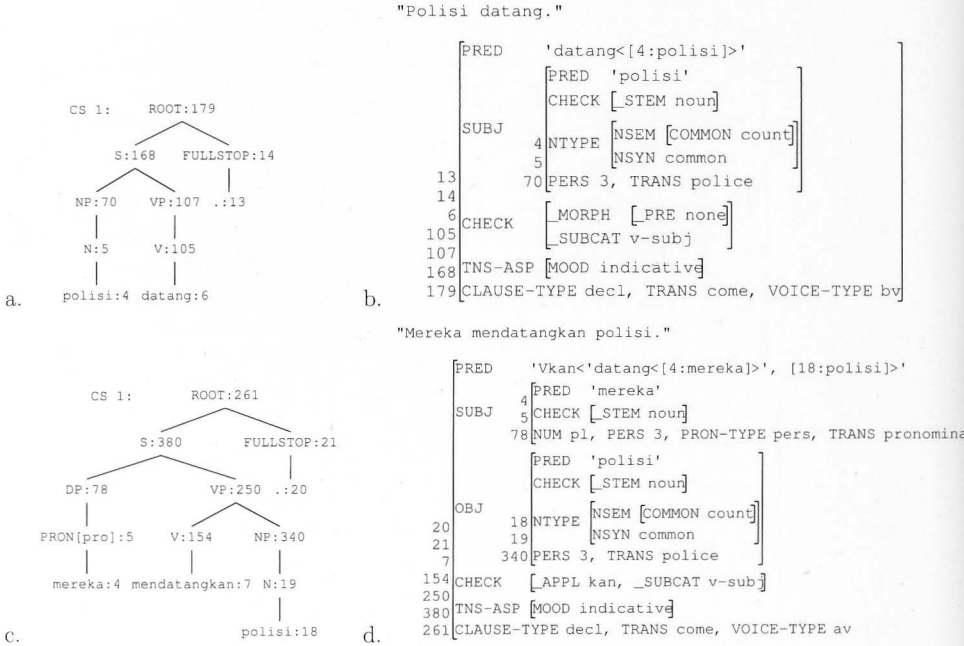 "Polisi datang."
CS 1: ROOT:179
S:168 FULLSTOP:14
NP:70 VP:107 .:13
N:5 V:105
polisi:4 datang:6
a.
PRED 'datang<[4:polisi]>'
PRED 'polisi'
CHECK [_STEM noun]
SUBJ
4 NTYPE [NSEM [COMMON count]
5 NSYN common]
13
70 PERS 3, TRANS police
14
6 CHECK [_MORPH [_PRE none]
105 _SUBCAT v-subj]
107
168 TNS-ASP [MOOD indicative]
179 CLAUSE-TYPE decl, TRANS come, VOICE-TYPE bv
b.
"Mereka mendatangkan polisi."
CS 1: ROOT:261
S:380 FULLSTOP:21
DP:78 VP:250 .:20
PRON[pro]:5 V:154 NP:340
mereka:4 mendatangkan:7 N:19
polisi:18
c.
PRED 'Vkan<'datang<[4:mereka]>', [18:polisi]>'
4 PRED 'mereka'
SUBJ 5 CHECK [_STEM noun]
78 NUM pl, PERS 3, PRON-TYPE pers, TRANS pronomina
PRED 'polisi'
CHECK [_STEM noun]
OBJ
18 NTYPE [NSEM [COMMON count]
20
19 NSYN common]
21
7 340 PERS 3, TRANS police
154 CHECK [_APPL kan, _SUBCAT v-subj]
250
380 TNS-ASP [MOOD indicative]
261 CLAUSE-TYPE decl, TRANS come, VOICE-TYPE av
d.